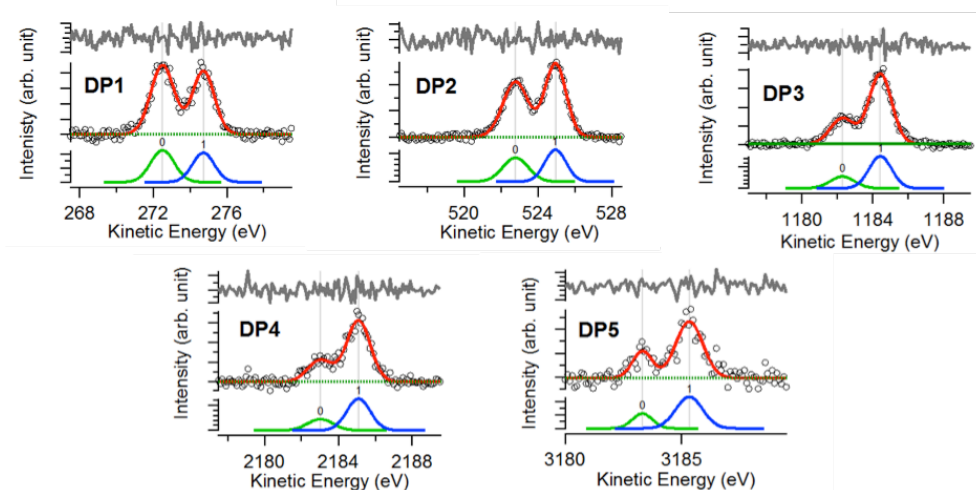 Intenisty (arb. unit)
DP1
0
1
268
272
276
Kinetic Energy (eV)
Intensity (arb. unit)
DP2
0
1
520
524
528
Kinetic Energy (eV)
Intensity (arb. unit)
DP3
0
1
1180
1184
1188
Kinetic Energy (eV)
Intensity (arb. unit)
DP4
0
1
2180
2184
2188
Kinetic Energy (eV)
Intensity (arb. unit)
DP5
0
1
3180
3185
Kinetic Energy (eV)